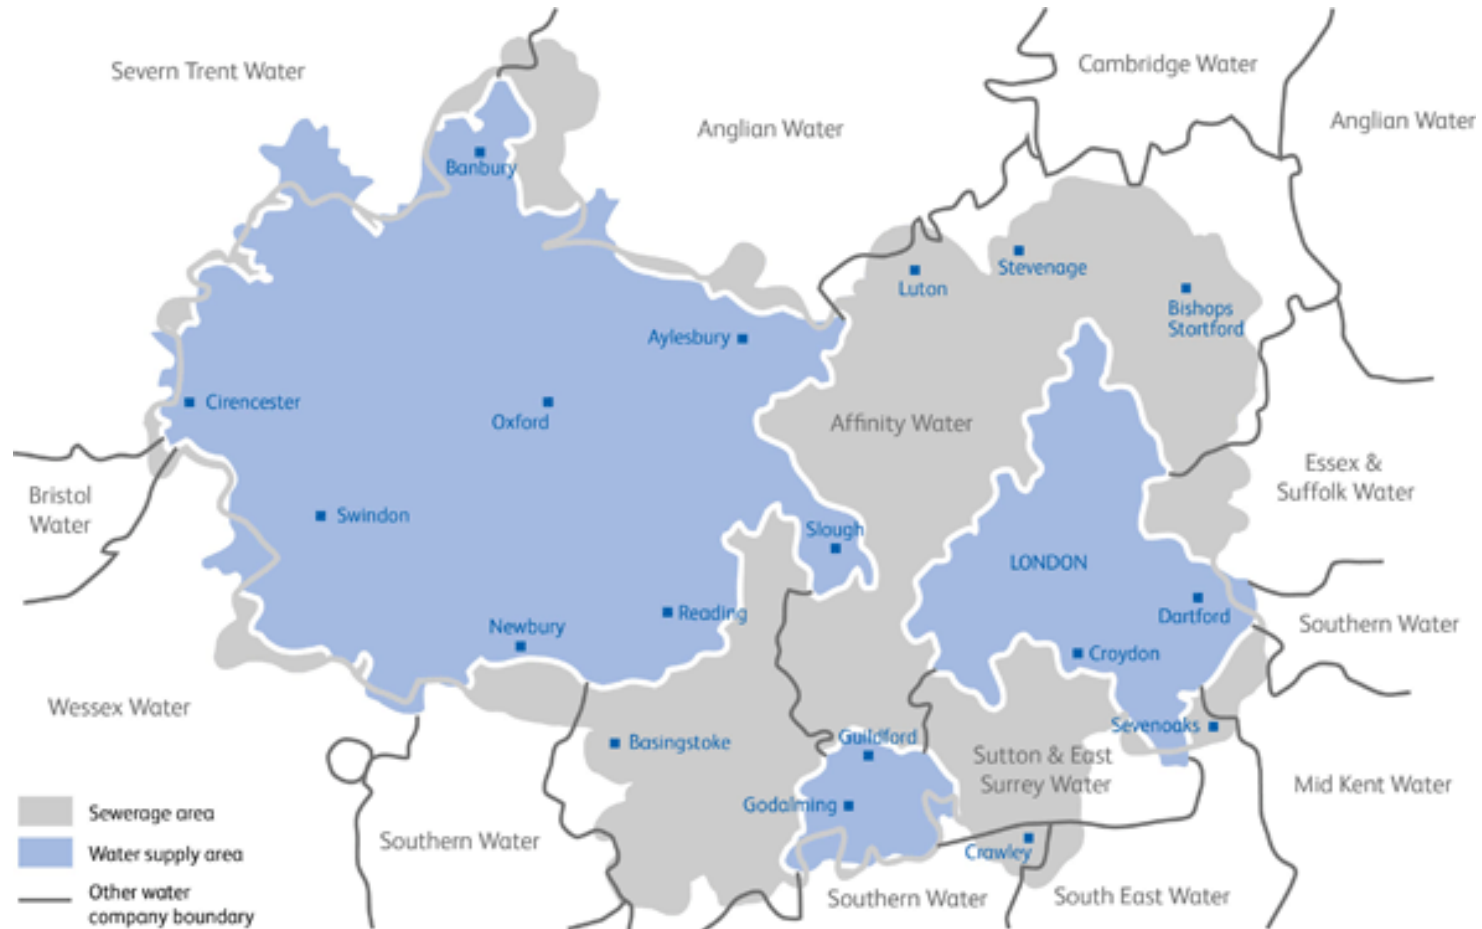 Severn Trent Water
Cambridge Water
Anglian Water
Anglian Water
Banbury
Stevenage
Luton
Bishops
Stortford
Aylesbury
Cirencester
Oxford
Affinity Water
Essex &
Suffolk Water
Bristol
Water
Swindon
Slough
LONDON
Reading
Newbury
Dartford
Southern Water
Croydon
Wessex Water
Sevenoaks
Guildford
Basingstoke
Sutton & East
Surrey Water
Mid Kent Water
Godalming
Sewerage area
Southern Water
Water supply area
Crawley
Other water
company boundary
Southern Water
South East Water